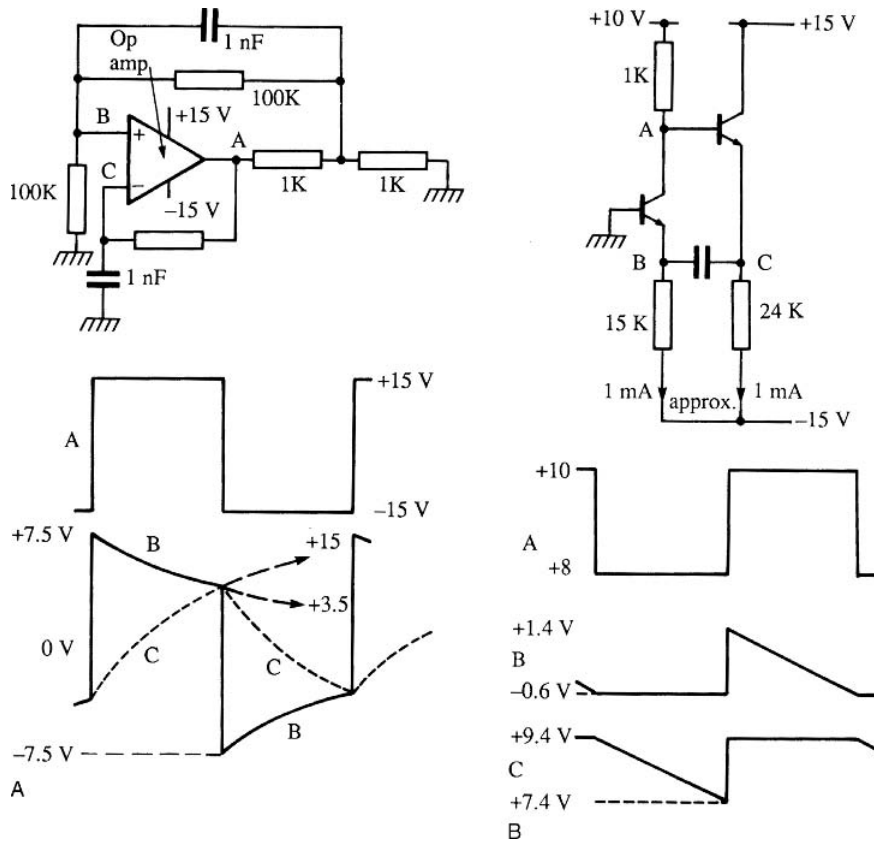 Op
amp
1 nF
100K
B
+15 V
A
+
C
−
100K
−15 V
1K
1K
1 nF
+15 V
A
−15 V
+7.5 V
B
+15
+3.5
0 V
C
C
B
−7.5 V
A
+10 V
+15 V
1K
A
B
C
15 K
24 K
1 mA
approx.
1 mA
−15 V
+10
A
+8
+1.4 V
B
−0.6 V
+9.4 V
C
+7.4 V
B